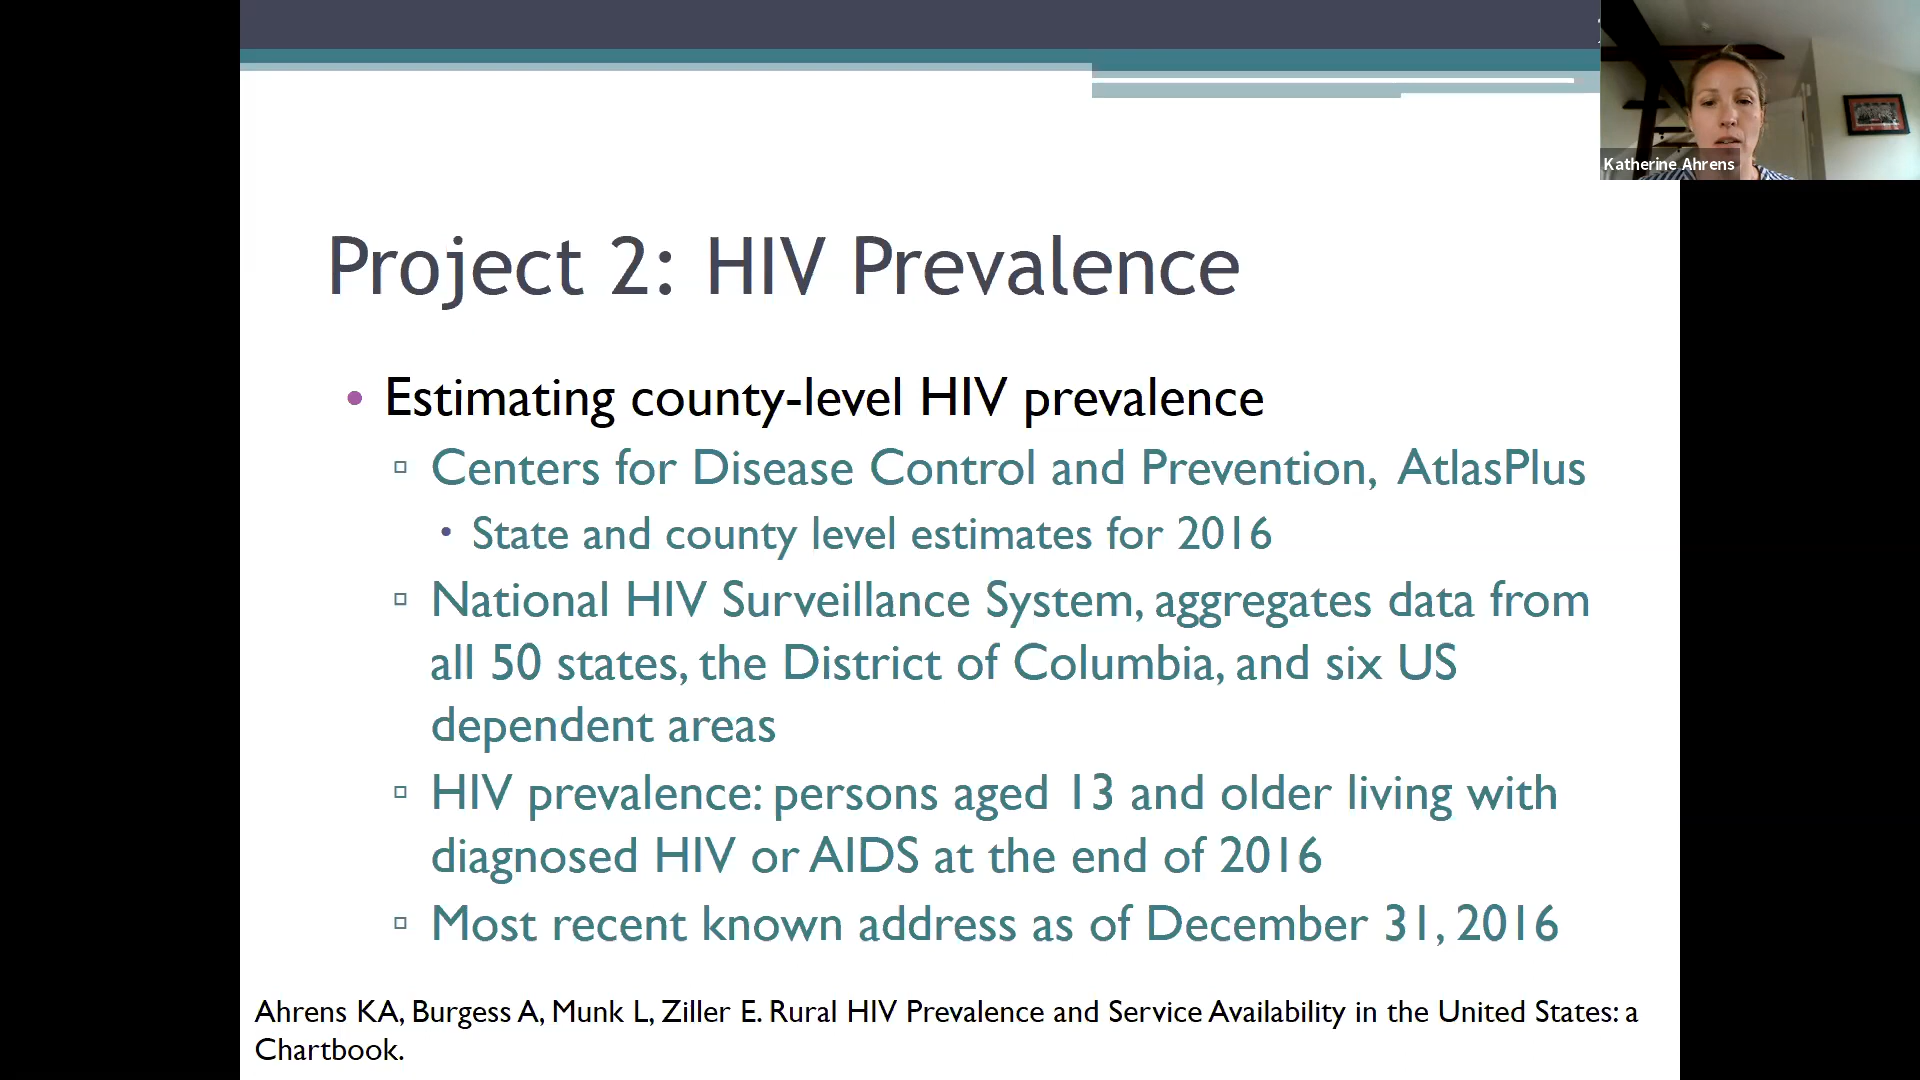 Katherine Ahrens
Project 2: HIV Prevalence
• Estimating county-level HIV prevalence
▫ Centers for Disease Control and Prevention, AtlasPlus
• State and county level estimates for 2016
▫ National HIV Surveillance System, aggregates data from
all 50 states, the District of Columbia, and six US
dependent areas
▫ HIV prevalence: persons aged 13 and older living with
diagnosed HIV or AIDS at the end of 2016
▫ Most recent known address as of December 31, 2016
Ahrens KA, Burgess A, Munk L, Ziller E. Rural HIV Prevalence and Service Availability in the United States: a
Chartbook.